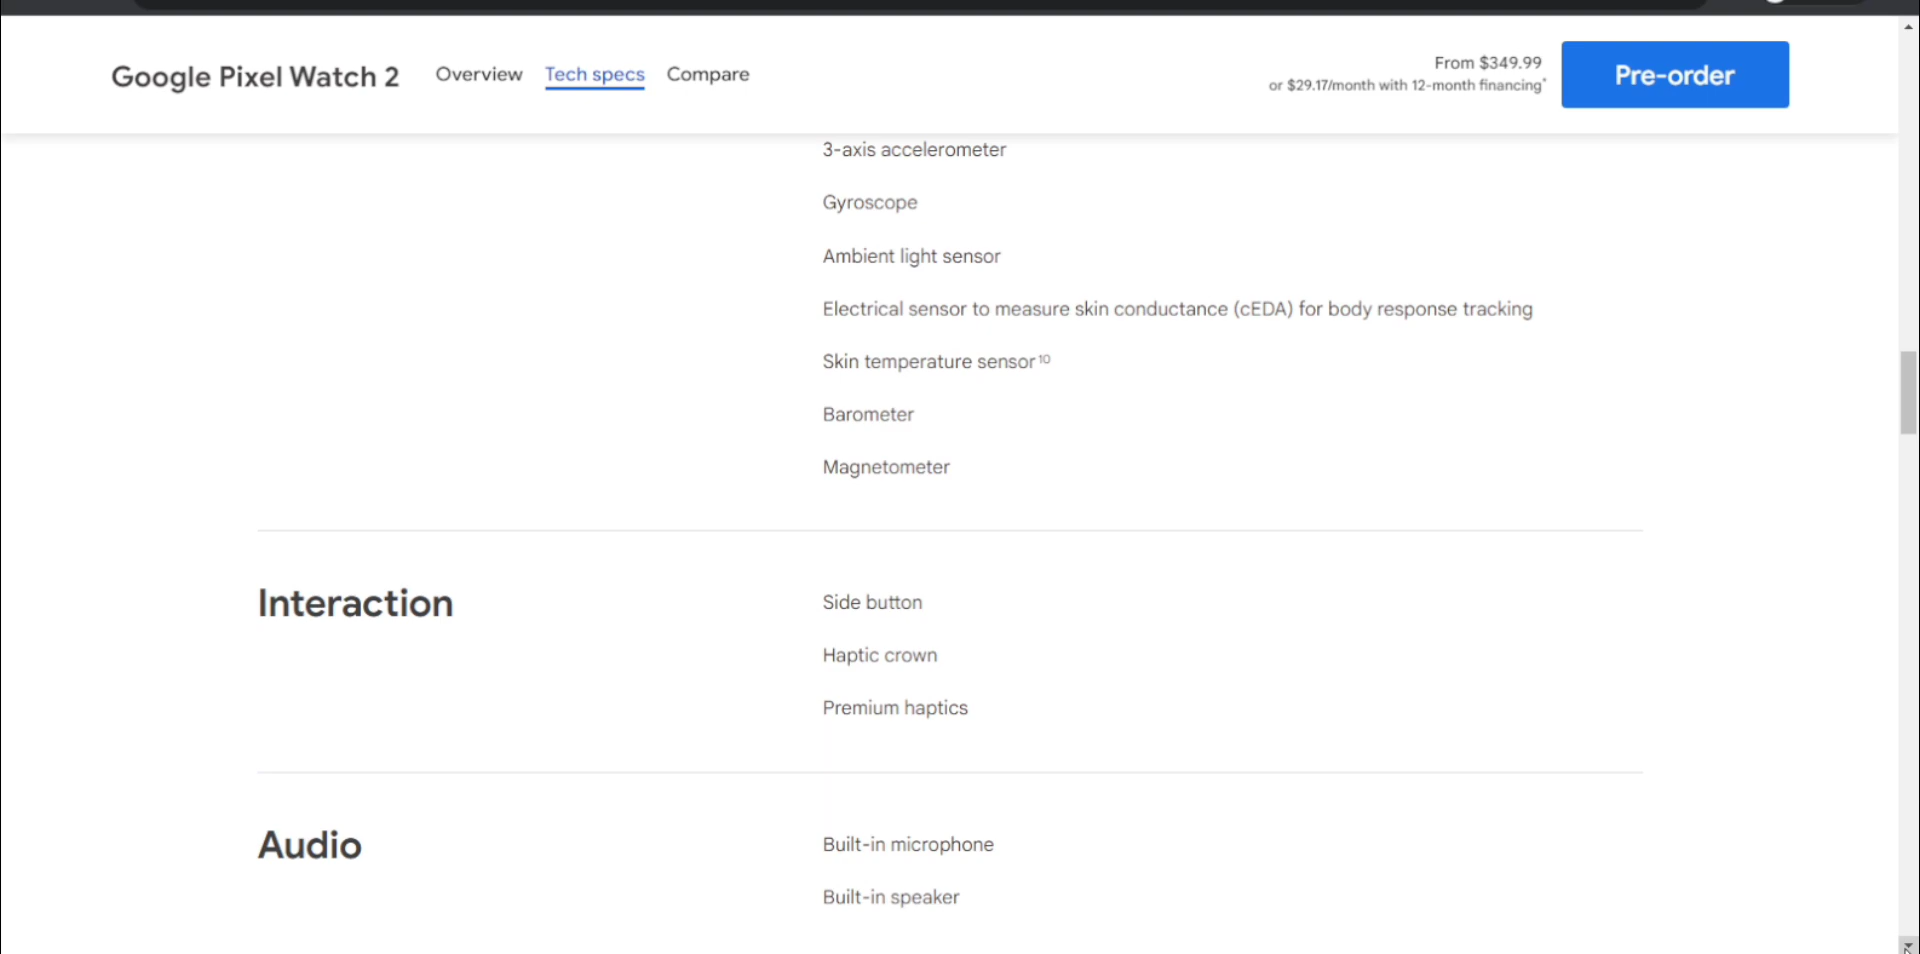 Google Pixel Watch 2 Overview Tech specs Compare
From $349.99
or $29.17/month with 12-month financing*
Pre-order
3-axis accelerometer
Gyroscope
Ambient light sensor
Electrical sensor to measure skin conductance (cEDA) for body response tracking
Skin temperature sensor¹⁰
Barometer
Magnetometer
Interaction
Side button
Haptic crown
Premium haptics
Audio
Built-in microphone
Built-in speaker